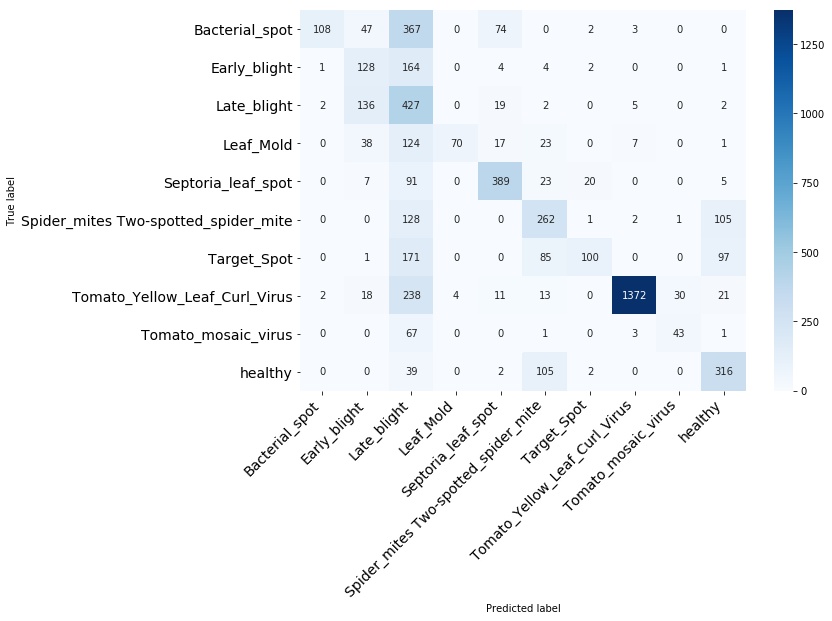 Bacterial_spot 108 47 367 0 74 0 2 3 0 0
Early_blight 1 128 164 0 4 4 2 0 0 1
Late_blight 2 136 427 0 19 2 0 5 0 2
Leaf_Mold 0 38 124 70 17 23 0 7 0 1
Septoria_leaf_spot 0 7 91 0 389 23 20 0 0 5
Spider_mites Two-spotted_spider_mite 0 0 128 0 0 262 1 2 1 105
Target_Spot 0 1 171 0 0 85 100 0 0 97
Tomato_Yellow_Leaf_Curl_Virus 2 18 238 4 11 13 0 1372 30 21
Tomato_mosaic_virus 0 0 67 0 0 1 0 3 43 1
healthy 0 0 39 0 2 105 2 0 0 316
True label
Bacterial_spot
Early_blight
Late_blight
Leaf_Mold
Septoria_leaf_spot
Spider_mites Two-spotted_spider_mite
Target_Spot
Tomato_Yellow_Leaf_Curl_Virus
Tomato_mosaic_virus
healthy
Predicted label
1250
1000
750
500
250
0